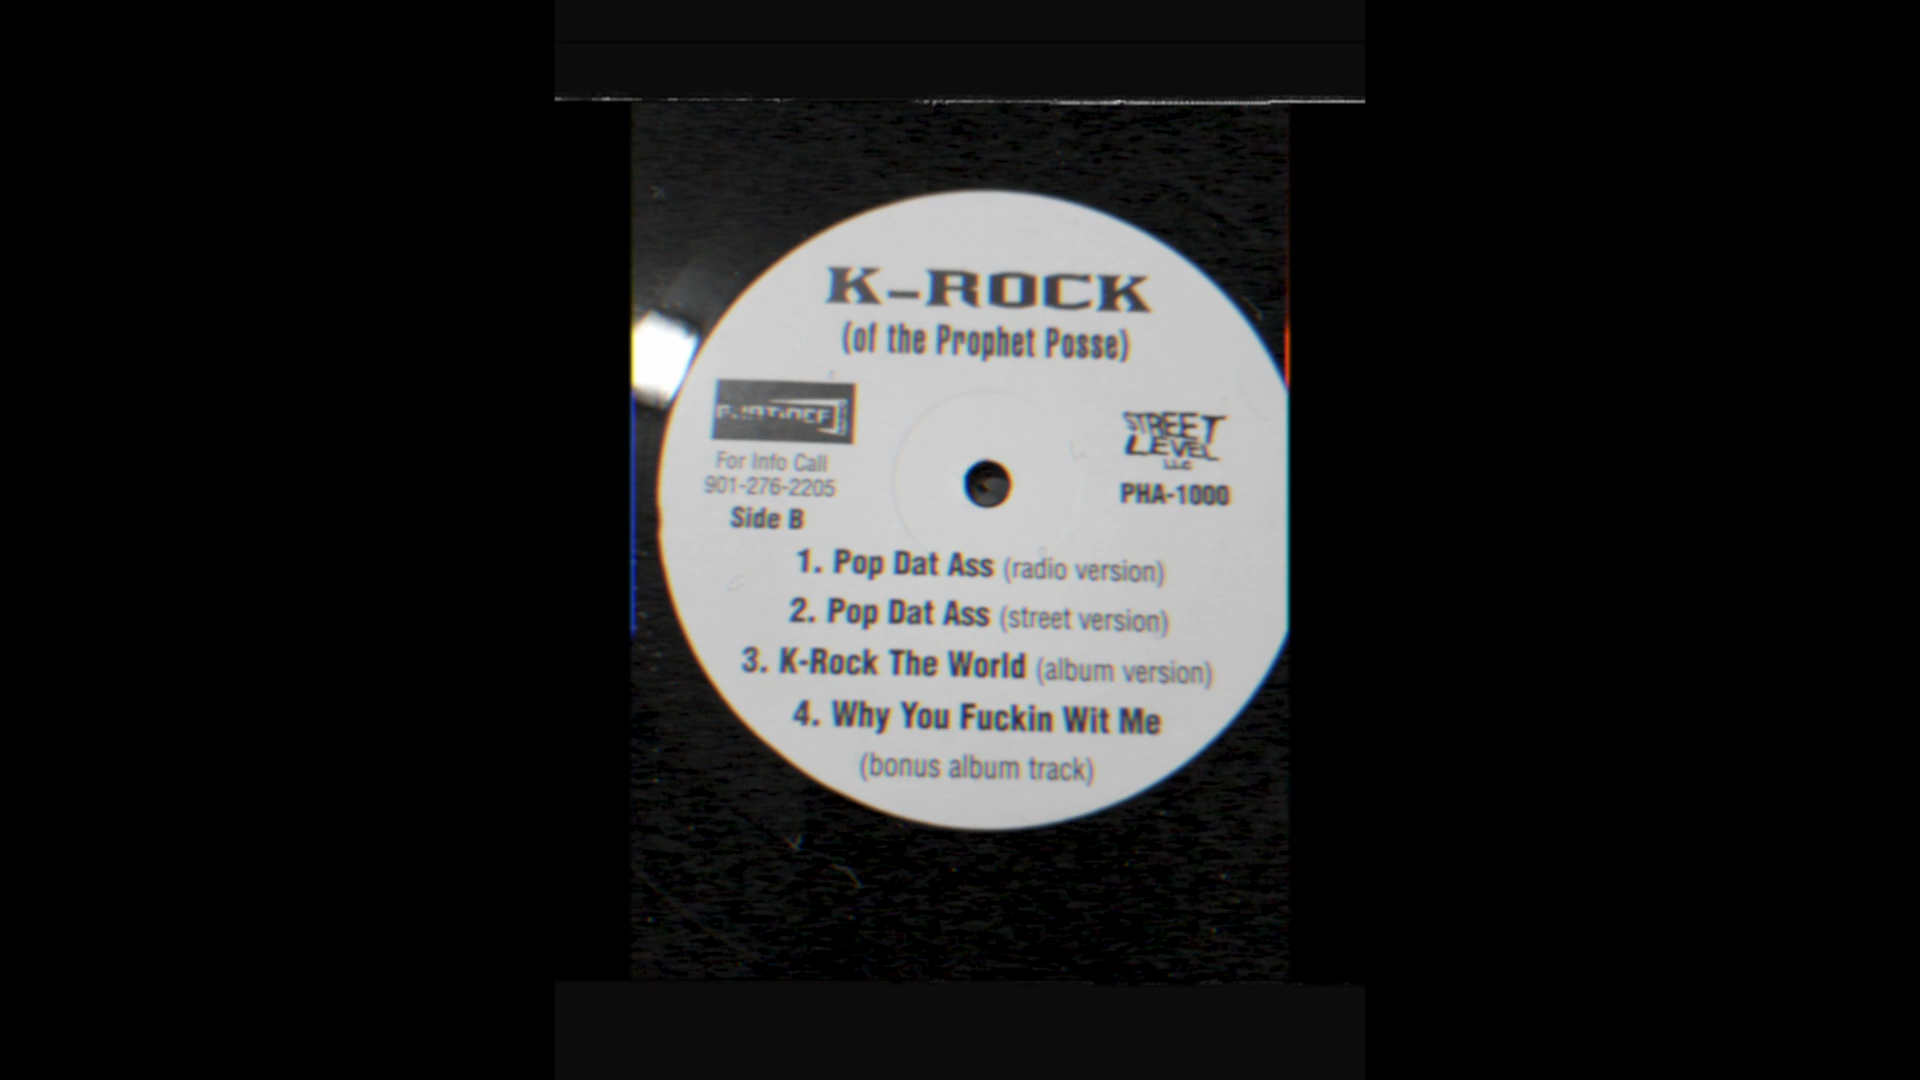 K-ROCK
(of the Prophet Posse)
STREET
LEVEL
LLC
For Info Call
901-276-2205
PHA-1000
Side B
1. Pop Dat Ass (radio version)
2. Pop Dat Ass (street version)
3. K-Rock The World (album version)
4. Why You Fuckin Wit Me
(bonus album track)